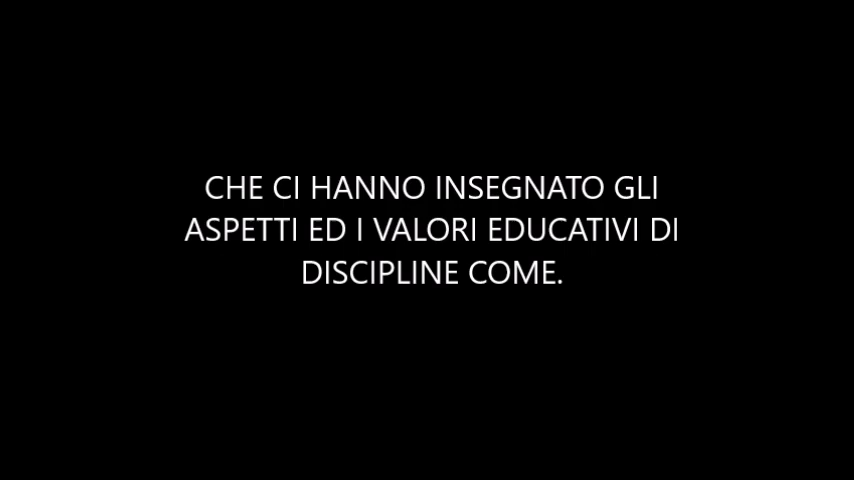 CHE CI HANNO INSEGNATO GLI
ASPETTI ED I VALORI EDUCATIVI DI
DISCIPLINE COME.